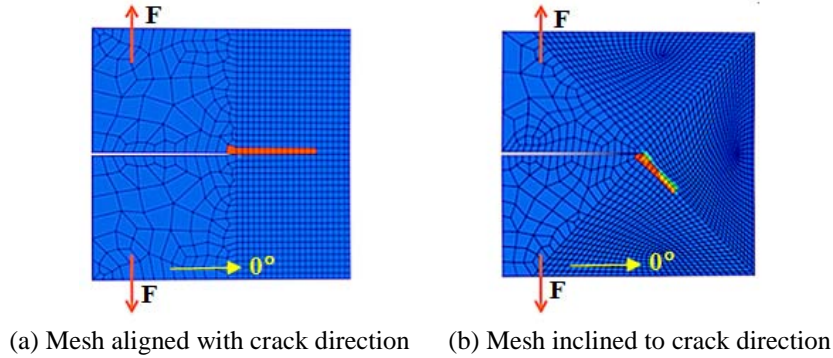 F
F
0°
0°
F
F
(a) Mesh aligned with crack direction
(b) Mesh inclined to crack direction